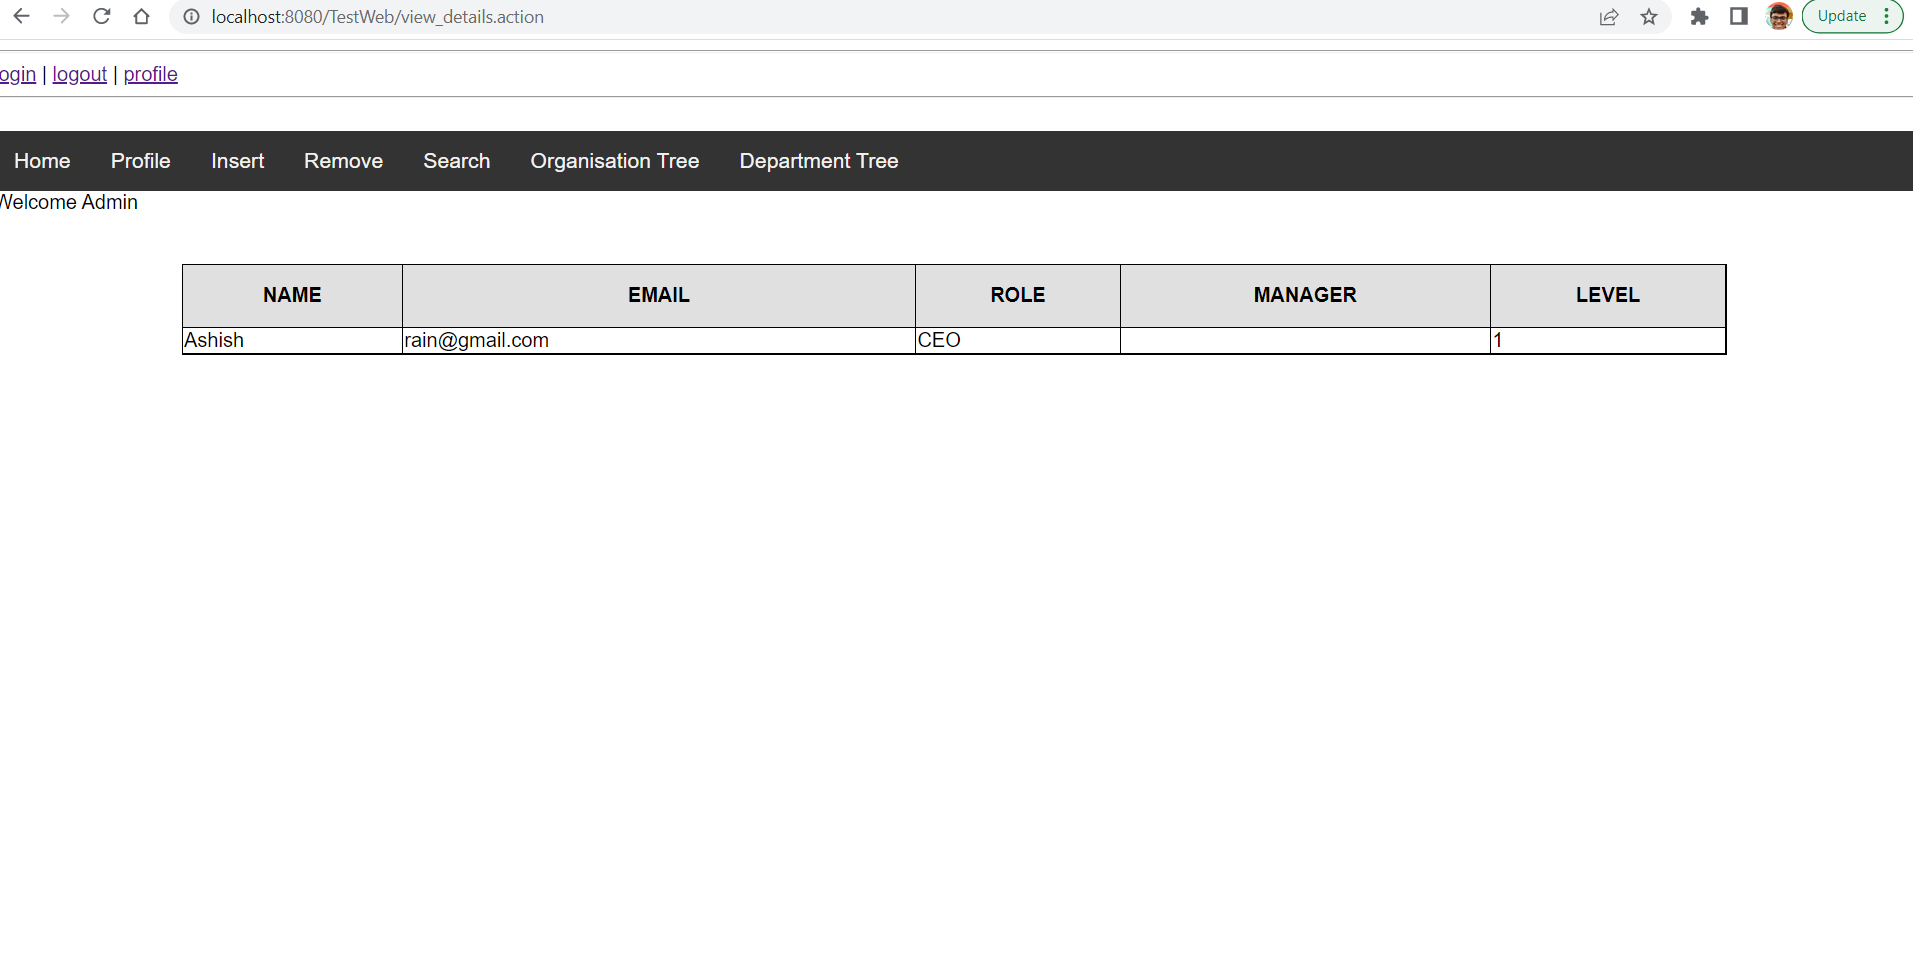 localhost:8080/TestWeb/view_details.action
Update
ogin | logout | profile
Home Profile Insert Remove Search Organisation Tree Department Tree
Welcome Admin
NAME EMAIL ROLE MANAGER LEVEL
Ashish rain@gmail.com CEO 1